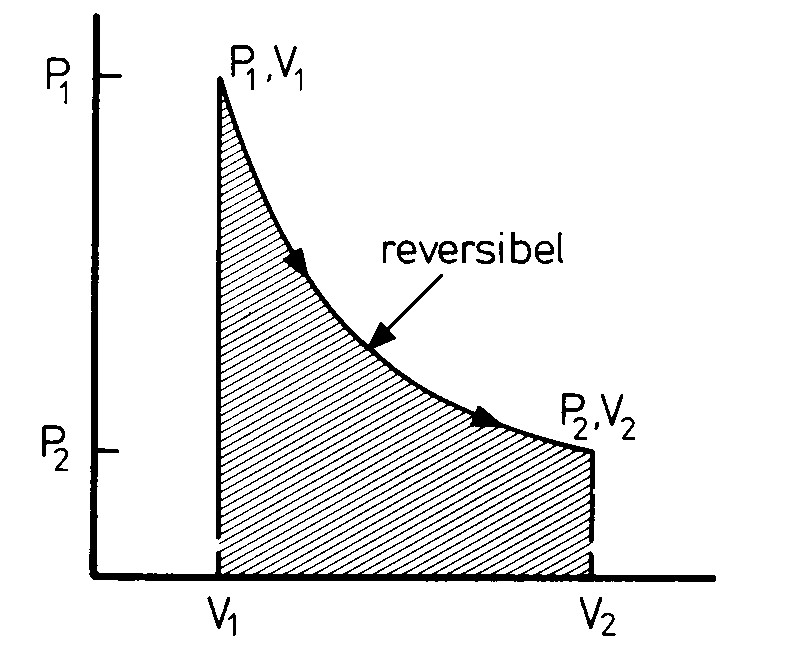 P₁
P₁,V₁
reversibel
P₂,V₂
P₂
V₁
V₂